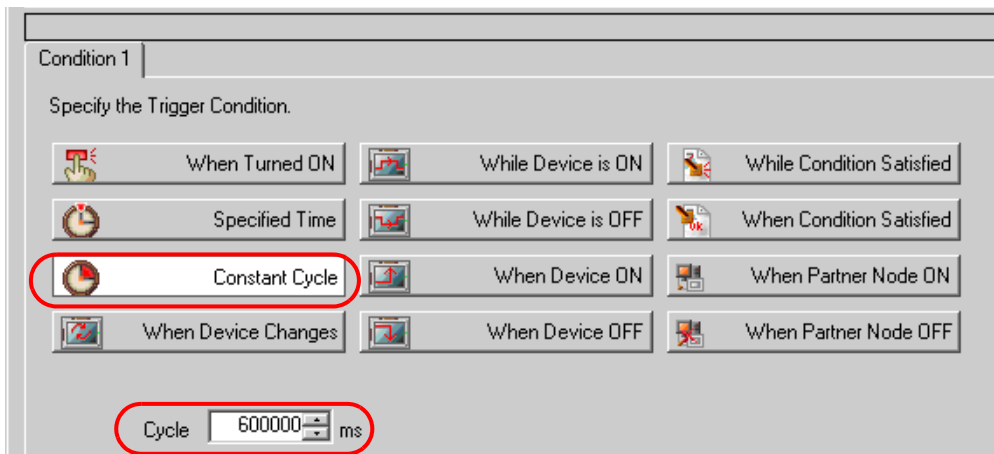 Condition 1
Specify the Trigger Condition.
When Turned ON While Device is ON While Condition Satisfied
Specified Time While Device is OFF When Condition Satisfied
OK
Constant Cycle When Device ON When Partner Node ON
When Device Changes When Device OFF When Partner Node OFF
Cycle 600000 ms